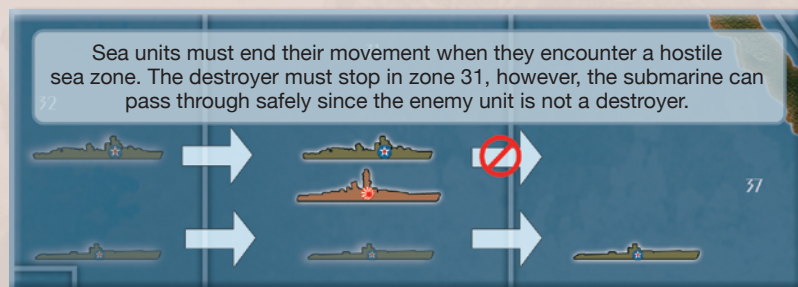 Sea units must end their movement when they encounter a hostile
sea zone. The destroyer must stop in zone 31, however, the submarine can
pass through safely since the enemy unit is not a destroyer.
32
37